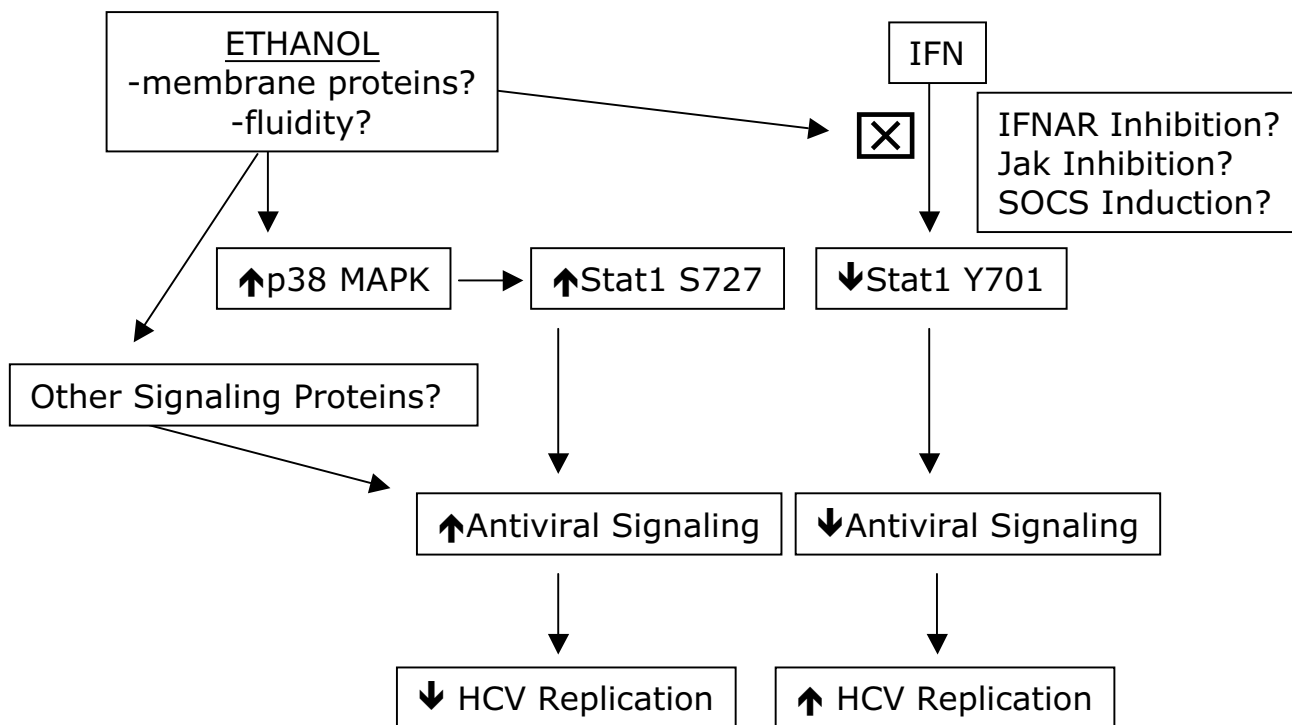 ETHANOL
-membrane proteins?
-fluidity?
IFN
IFNAR Inhibition?
Jak Inhibition?
SOCS Induction?
↑p38 MAPK
↑Stat1 S727
↓Stat1 Y701
Other Signaling Proteins?
↑Antiviral Signaling
↓Antiviral Signaling
↓ HCV Replication
↑ HCV Replication